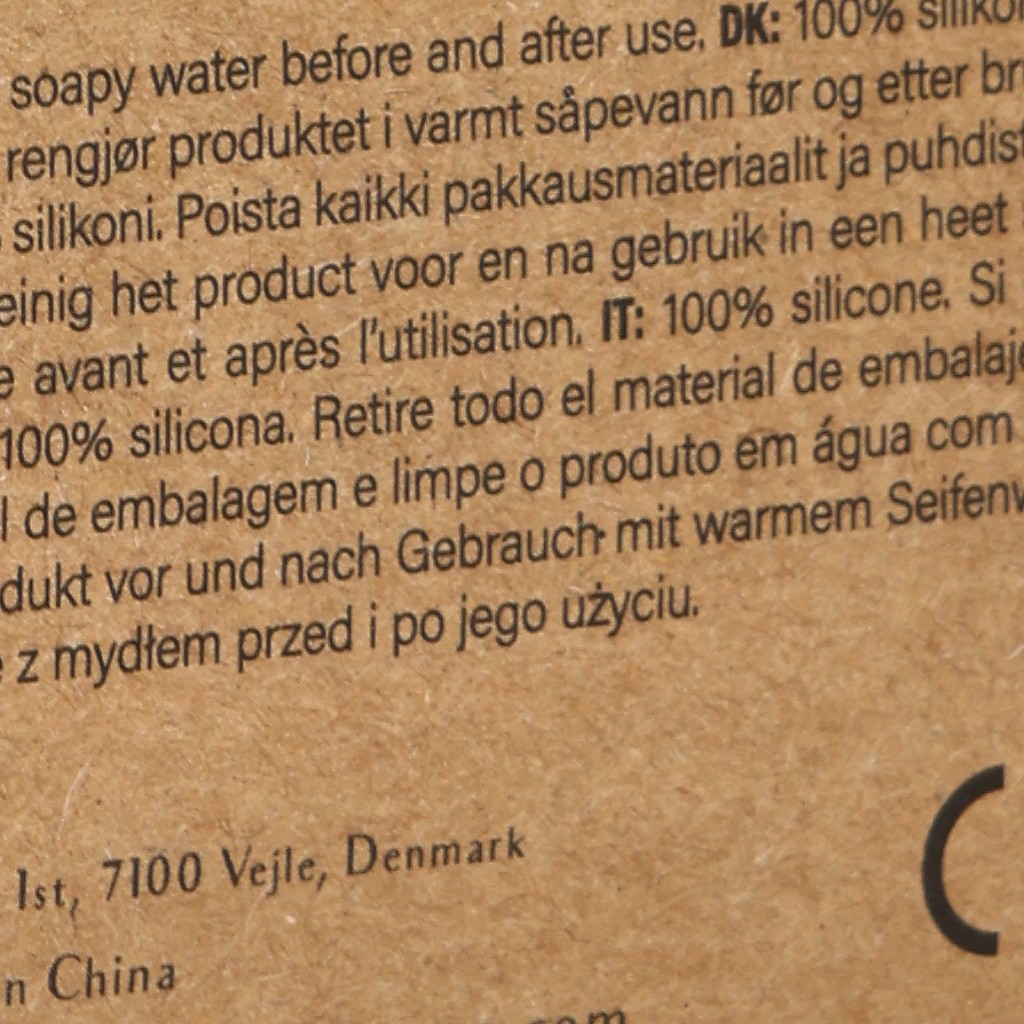 soapy water before and after use. DK: 100%
rengjør produktet i varmt såpevann før og etter
silikoni. Poista kaikki pakkausmateriaalit ja
het product voor en na gebruik in een heet
avant et après l'utilisation. IT: 100% silicone. Si
100% silicona. Retire todo el material de
de embalagem e limpe o produto em água com
vor und nach Gebrauch mit warmem
z mydłem przed i po jego użyciu.
1st, 7100 Vejle, Denmark
China